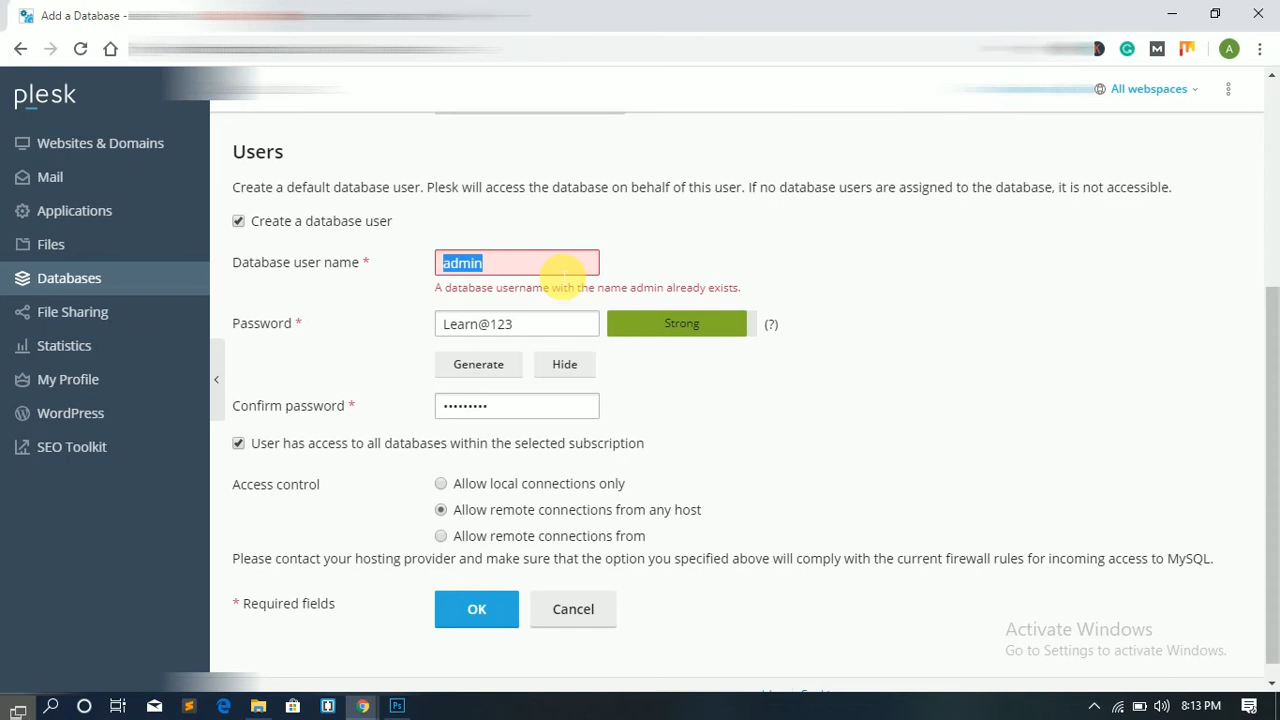 Add a Database -
A
plesk
All webspaces
Websites & Domains
Mail
Applications
Files
Databases
File Sharing
Statistics
My Profile
WordPress
SEO Toolkit
Users
Create a default database user. Plesk will access the database on behalf of this user. If no database users are assigned to the database, it is not accessible.
Create a database user
Database user name *
admin
A database username with the name admin already exists.
Password *
Learn@123
Strong
(?)
Generate
Hide
Confirm password *
•••••••••
User has access to all databases within the selected subscription
Access control
Allow local connections only
Allow remote connections from any host
Allow remote connections from
Please contact your hosting provider and make sure that the option you specified above will comply with the current firewall rules for incoming access to MySQL.
* Required fields
OK
Cancel
Activate Windows
Go to Settings to activate Windows.
8:13 PM